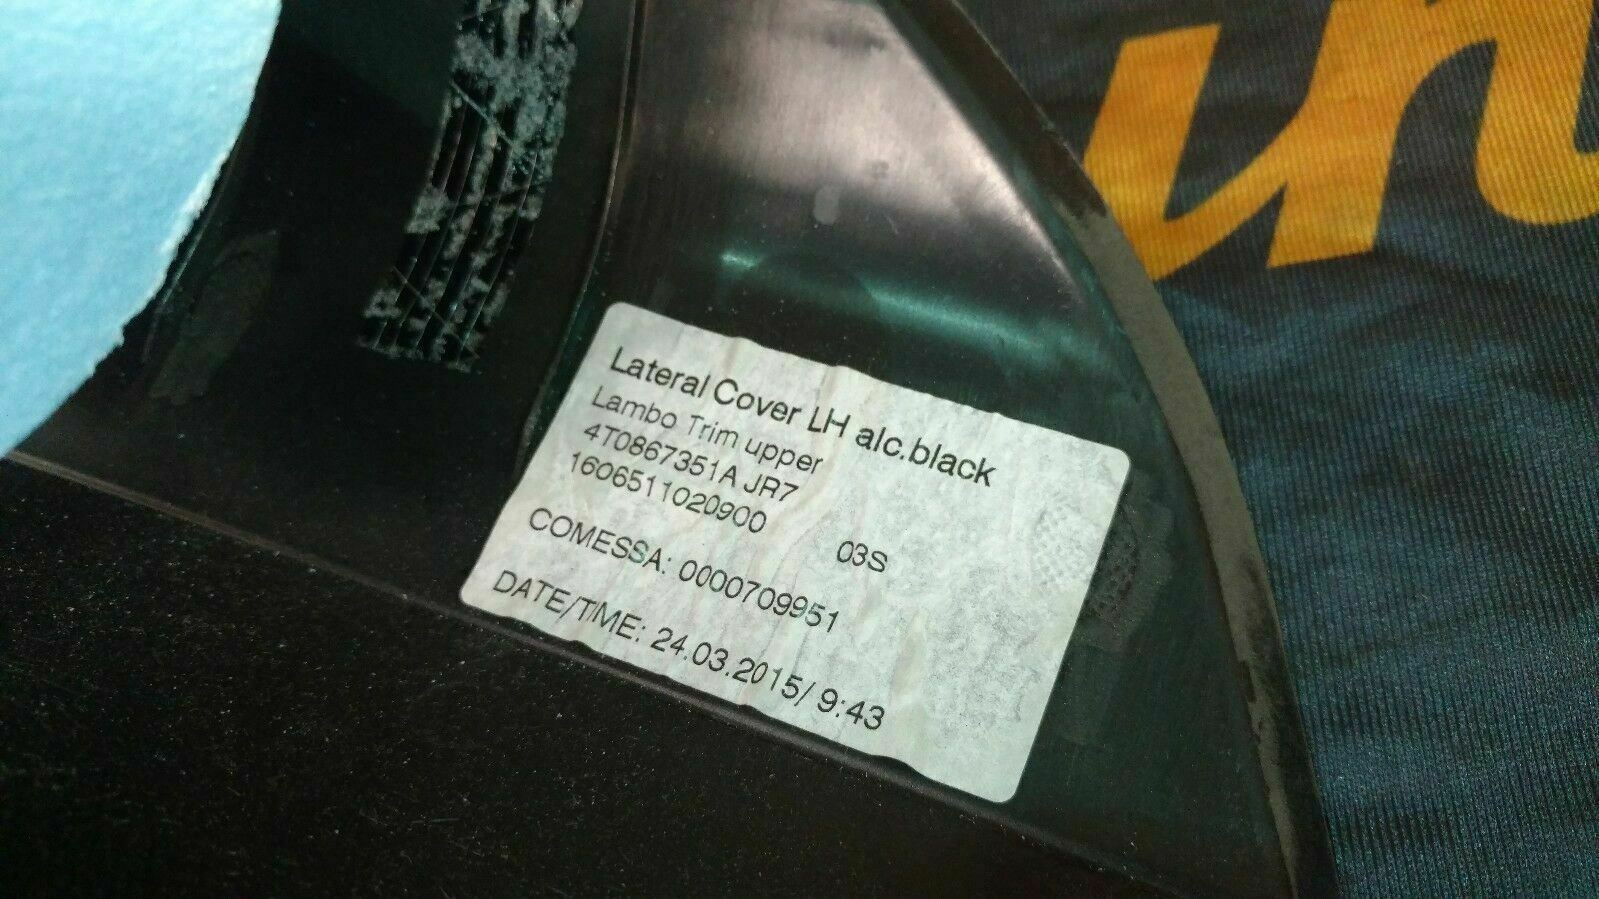 Lateral Cover LH alc.black
Lambo Trim upper
4T0867351A JR7
1606511020900
03S
COMESSA: 0000709951
DATE/TIME: 24.03.2015/ 9:43